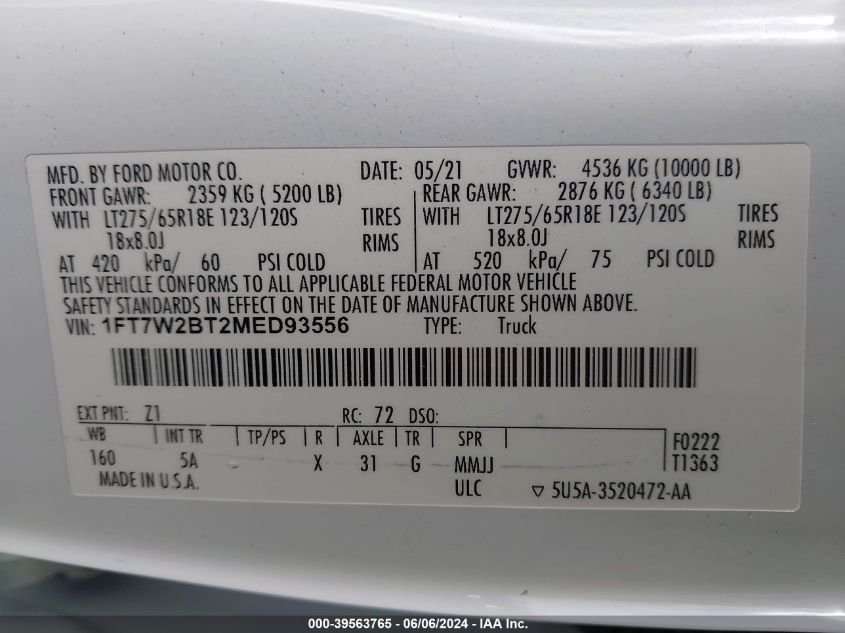 MFD. BY FORD MOTOR CO. DATE: 05/21 GVWR: 4536 KG (10000 LB)
FRONT GAWR: 2359 KG ( 5200 LB) REAR GAWR: 2876 KG ( 6340 LB)
WITH LT275/65R18E 123/120S TIRES WITH LT275/65R18E 123/120S TIRES
18x8.0J RIMS 18x8.0J RIMS
AT 420 kPa/ 60 PSI COLD AT 520 kPa/ 75 PSI COLD
THIS VEHICLE CONFORMS TO ALL APPLICABLE FEDERAL MOTOR VEHICLE
SAFETY STANDARDS IN EFFECT ON THE DATE OF MANUFACTURE SHOWN ABOVE.
VIN: 1FT7W2BT2MED93556 TYPE: Truck
EXT PNT: Z1 RC: 72 DSO:
WB INT TR TP/PS R AXLE TR SPR F0222
160 5A X 31 G MMJJ T1363
MADE IN U.S.A. ULC ▽ 5U5A-3520472-AA
000-39563765 - 06/06/2024 - IAA Inc.